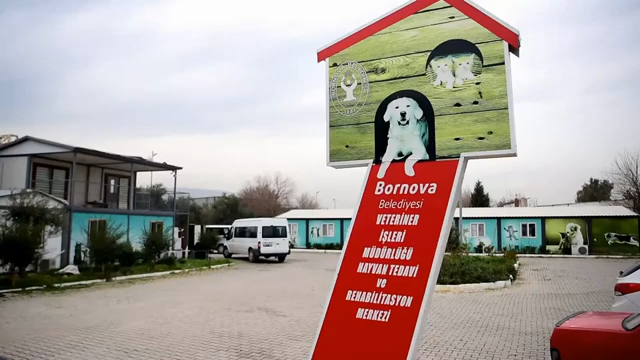 Bornova
Belediyesi
VETERİNER
İŞLERİ
MÜDÜRLÜĞÜ
HAYVAN TEDAVİ
ve
REHABİLİTASYON
MERKEZİ